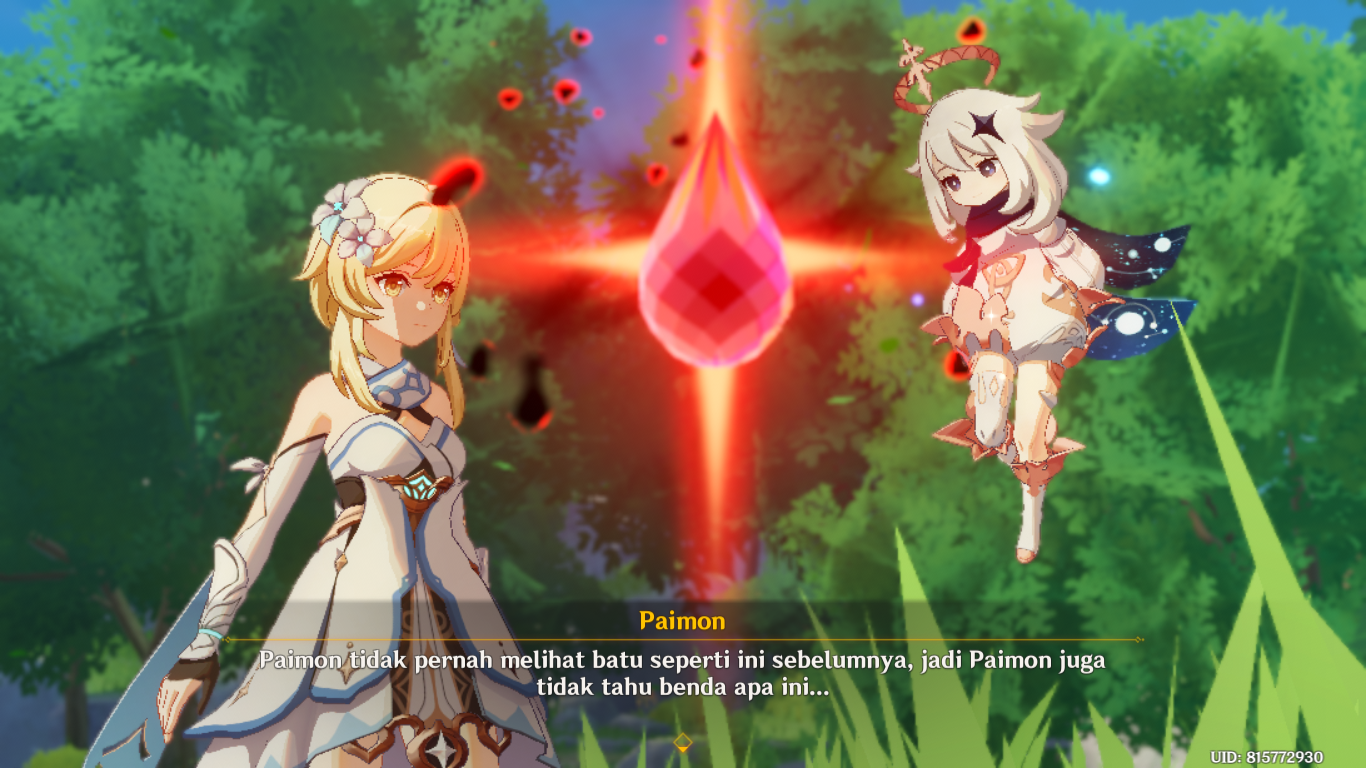 Paimon
Paimon tidak pernah melihat batu seperti ini sebelumnya, jadi Paimon juga
tidak tahu benda apa ini...
UID: 815772930